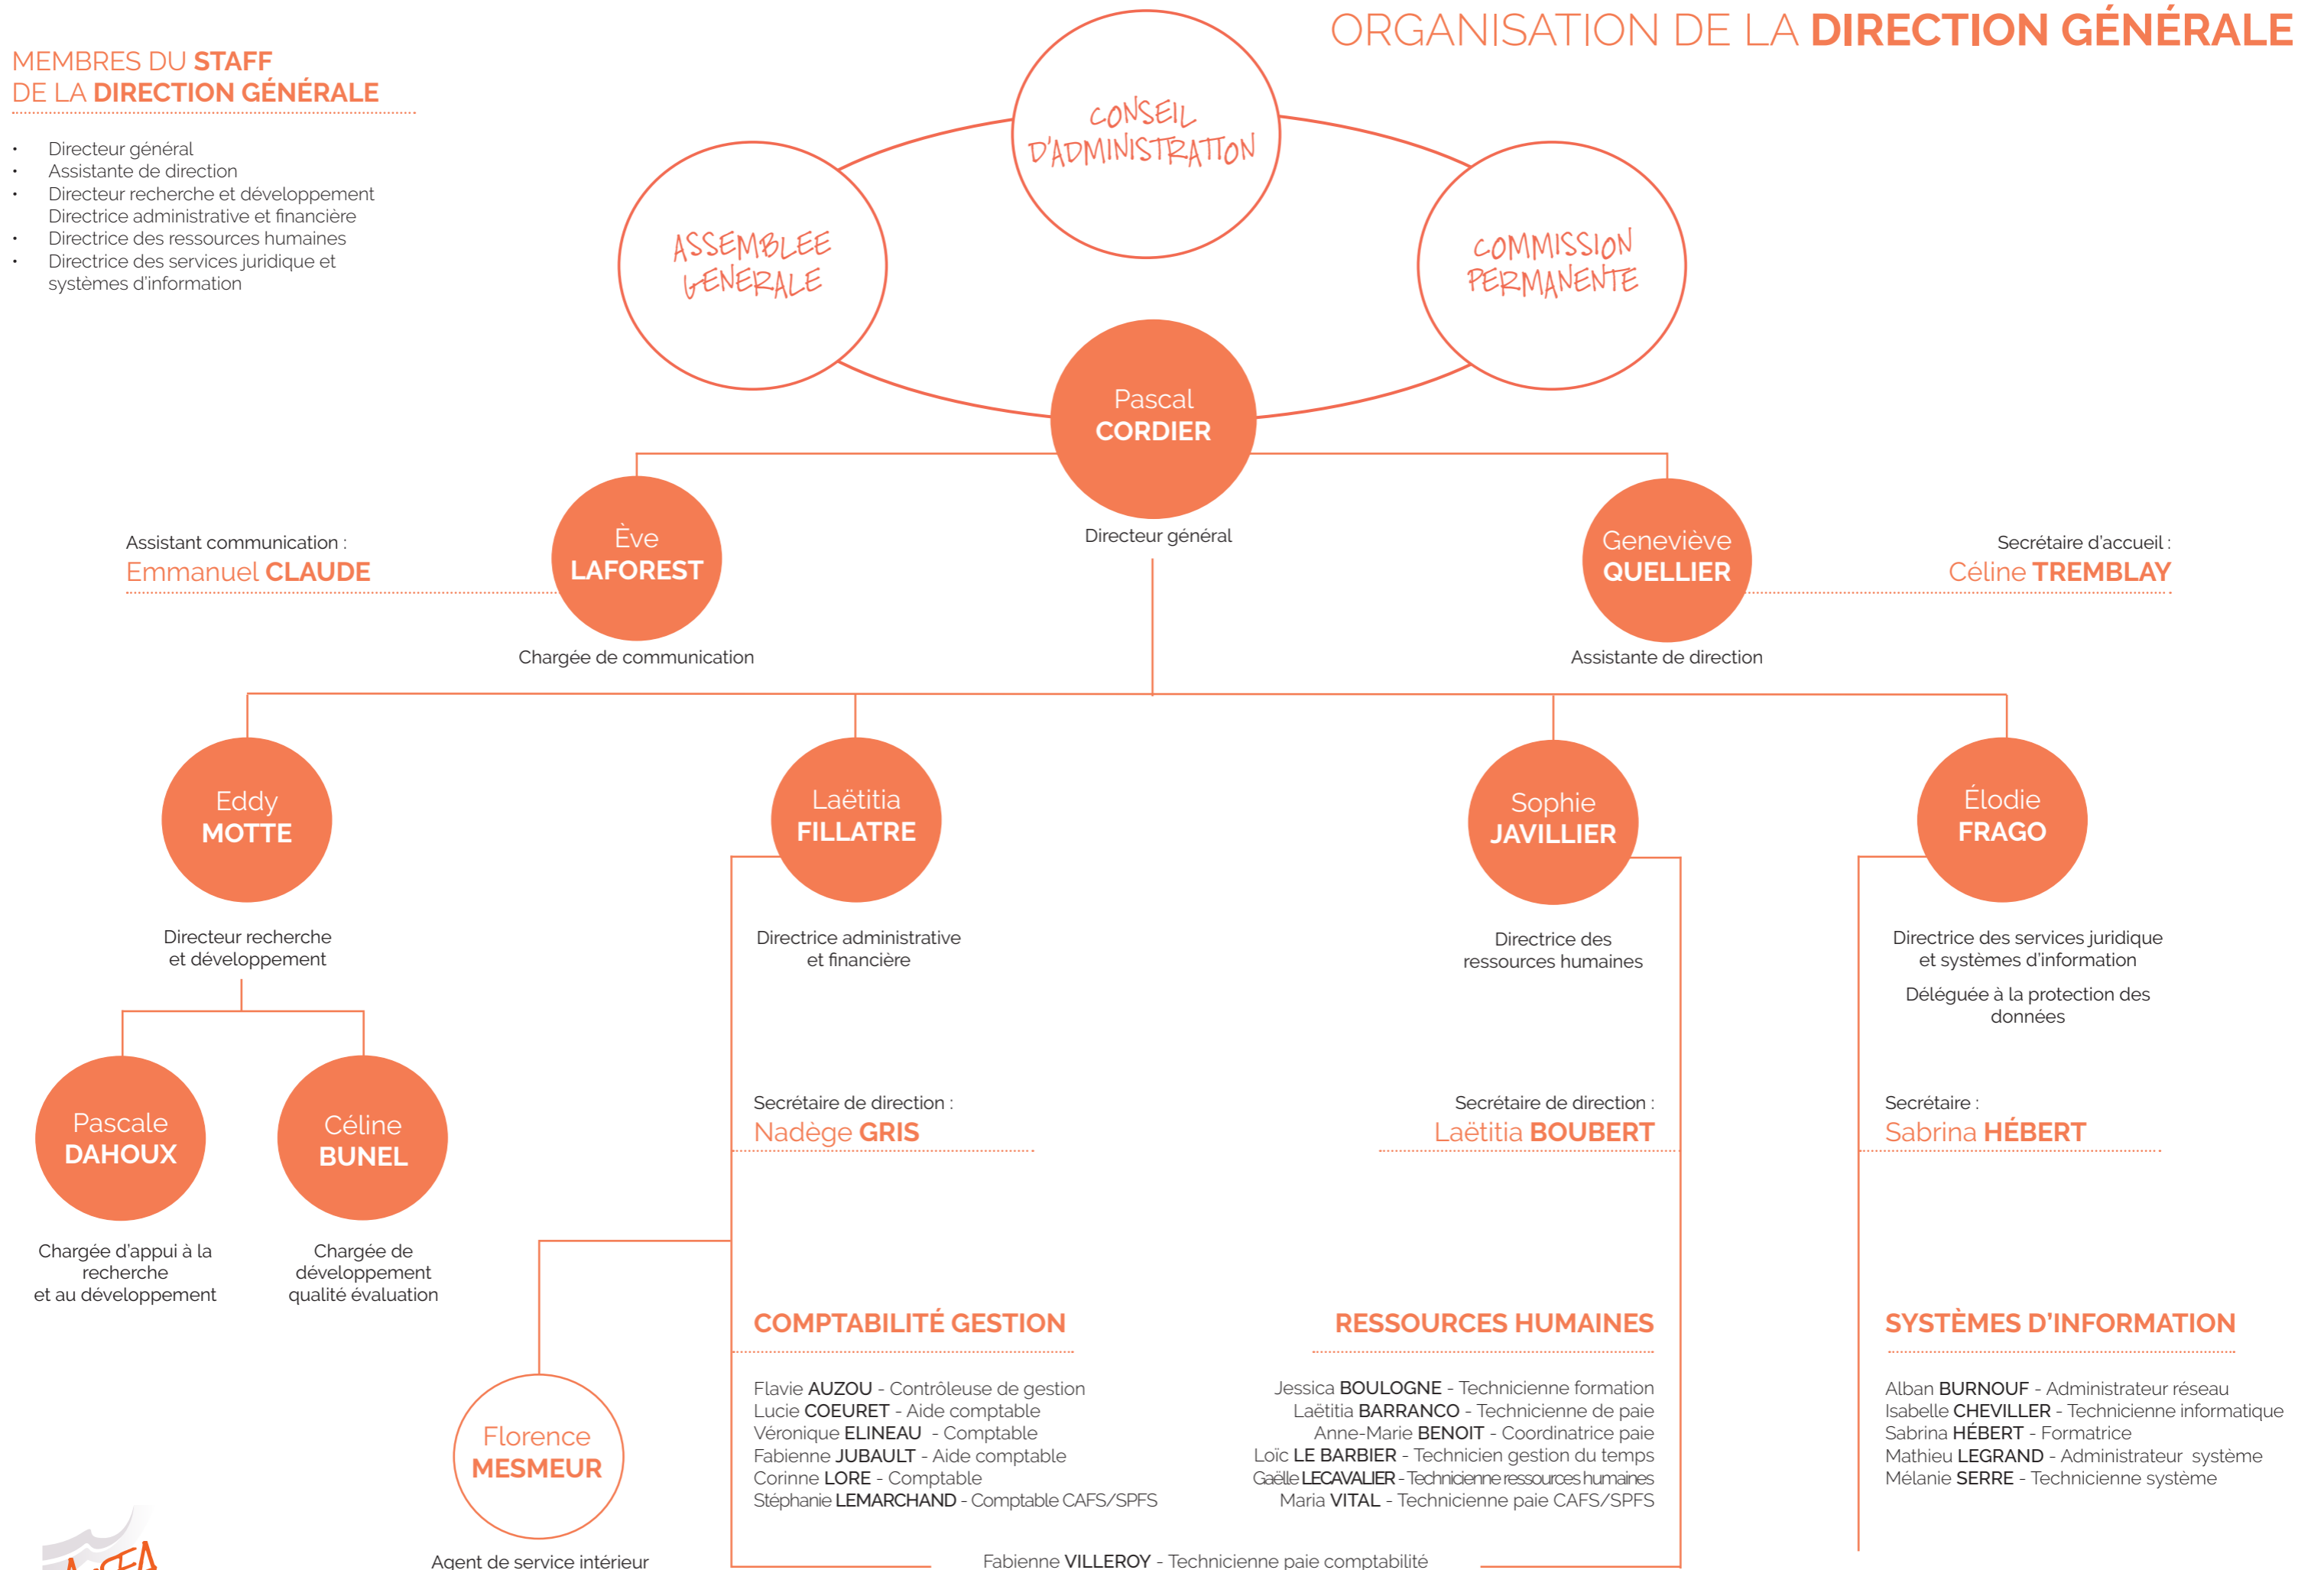 ORGANISATION DE LA DIRECTION GÉNÉRALE
MEMBRES DU STAFF
DE LA DIRECTION GÉNÉRALE
• Directeur général
• Assistante de direction
• Directeur recherche et développement
Directrice administrative et financière
• Directrice des ressources humaines
• Directrice des services juridique et
systèmes d'information
CONSEIL
D'ADMINISTRATION
ASSEMBLEE
GENERALE
COMMISSION
PERMANENTE
Pascal
CORDIER
Directeur général
Assistant communication :
Emmanuel CLAUDE
Ève
LAFOREST
Chargée de communication
Geneviève
QUELLIER
Assistante de direction
Secrétaire d'accueil :
Céline TREMBLAY
Eddy
MOTTE
Directeur recherche
et développement
Laëtitia
FILLATRE
Directrice administrative
et financière
Sophie
JAVILLIER
Directrice des
ressources humaines
Élodie
FRAGO
Directrice des services juridique
et systèmes d'information
Déléguée à la protection des
données
Pascale
DAHOUX
Chargée d'appui à la
recherche
et au développement
Céline
BUNEL
Chargée de
développement
qualité évaluation
Secrétaire de direction :
Nadège GRIS
Secrétaire de direction :
Laëtitia BOUBERT
Secrétaire :
Sabrina HÉBERT
Florence
MESMEUR
Agent de service intérieur
COMPTABILITÉ GESTION
Flavie AUZOU - Contrôleuse de gestion
Lucie COEURET - Aide comptable
Véronique ELINEAU - Comptable
Fabienne JUBAULT - Aide comptable
Corinne LORE - Comptable
Stéphanie LEMARCHAND - Comptable CAFS/SPFS
RESSOURCES HUMAINES
Jessica BOULOGNE - Technicienne formation
Laëtitia BARRANCO - Technicienne de paie
Anne-Marie BENOIT - Coordinatrice paie
Loïc LE BARBIER - Technicien gestion du temps
Gaëlle LECAVALIER - Technicienne ressources humaines
Maria VITAL - Technicienne paie CAFS/SPFS
SYSTÈMES D'INFORMATION
Alban BURNOUF - Administrateur réseau
Isabelle CHEVILLER - Technicienne informatique
Sabrina HÉBERT - Formatrice
Mathieu LEGRAND - Administrateur système
Mélanie SERRE - Technicienne système
Fabienne VILLEROY - Technicienne paie comptabilité